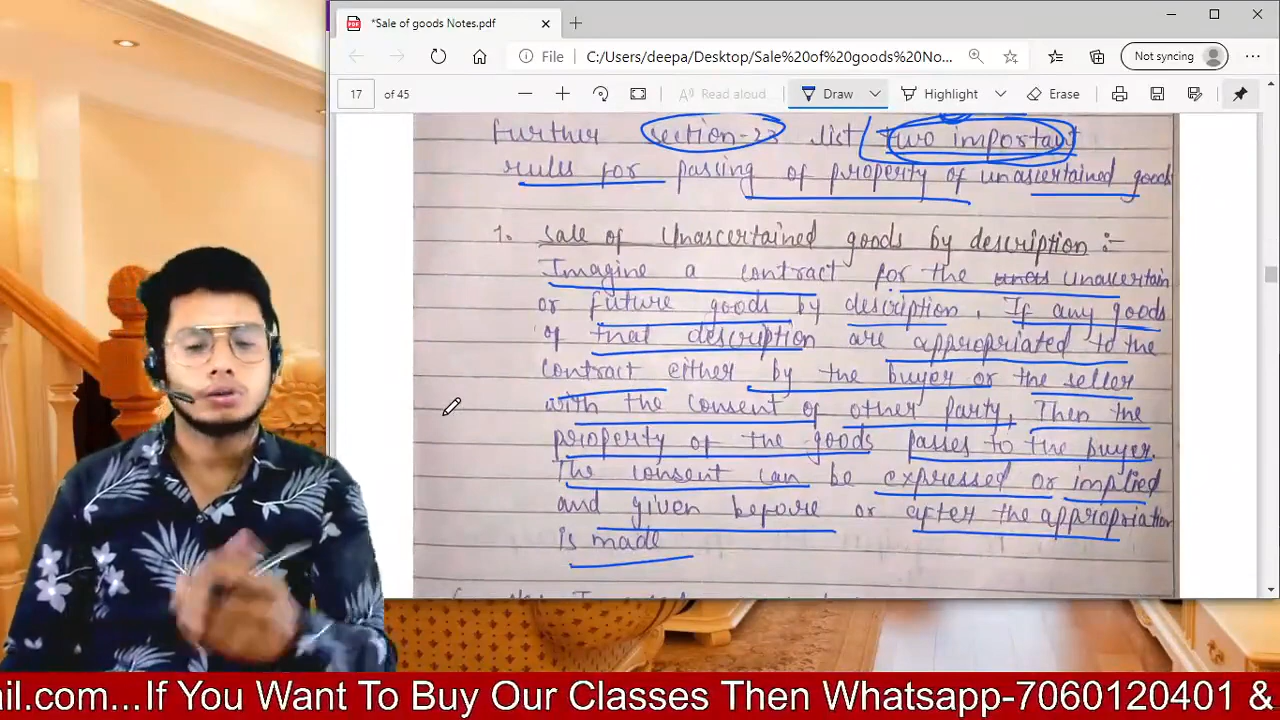 *Sale of goods Notes.pdf
File
C:/Users/deepa/Desktop/Sale%20of%20goods%20No...
Not syncing
17 of 45
Read aloud
Draw
Highlight
Erase
Further section-23 list two important
rules for passing of property of unascertained goods
1. Sale of Unascertained goods by description :-
Imagine a contract for the unascertain
or future goods by description. If any goods
of that description are appropriated to the
contract either by the buyer or the seller
with the consent of other party, Then the
property of the goods passes to the buyer.
The consent can be expressed or implied
and given before or after the appropriation
is made
ail.com...If You Want To Buy Our Classes Then Whatsapp-7060120401 &